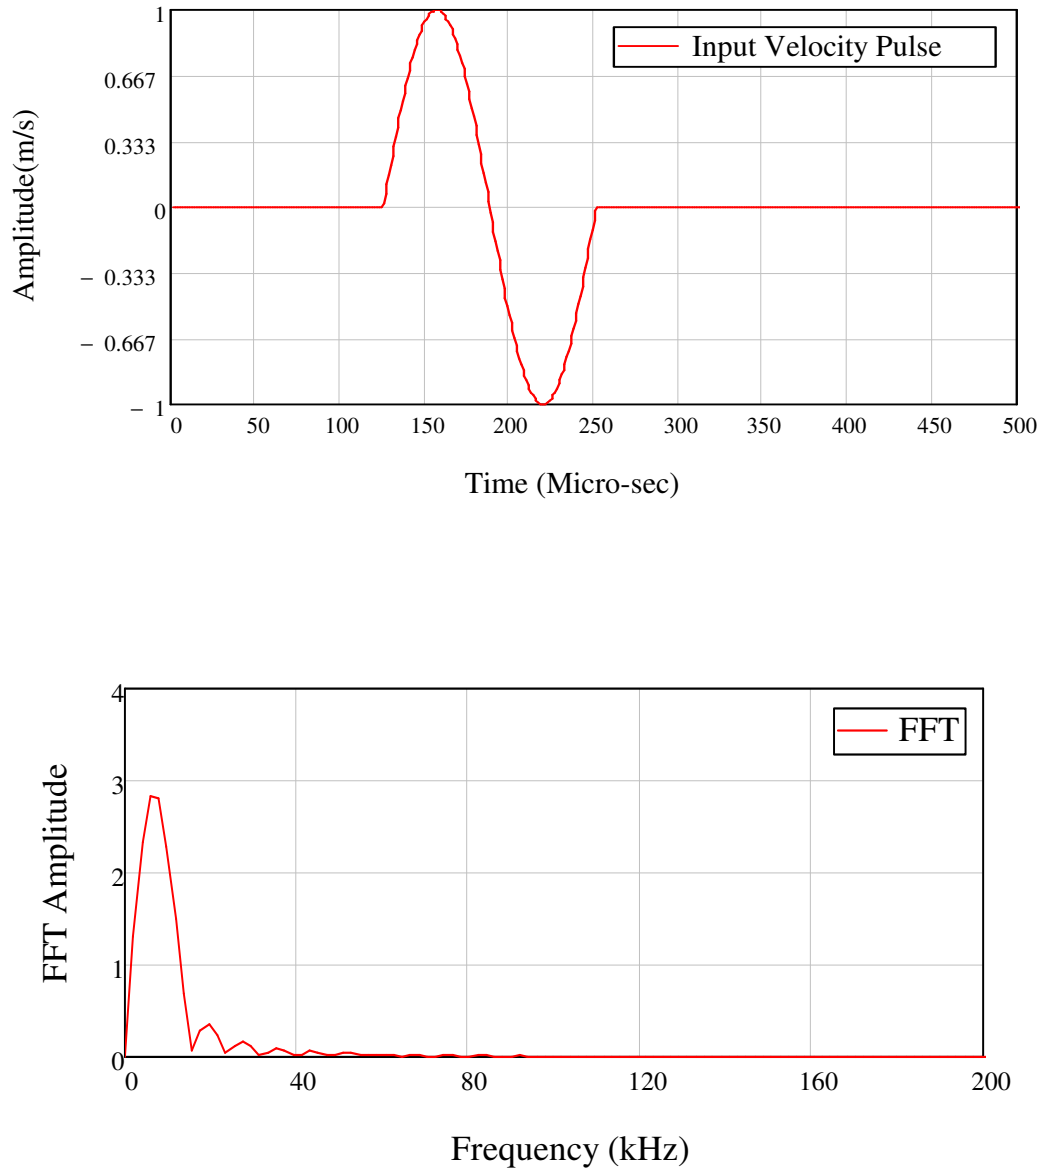 1
Input Velocity Pulse
0.667
0.333
0
− 0.333
− 0.667
− 1
Amplitude(m/s)
0 50 100 150 200 250 300 350 400 450 500
Time (Micro-sec)
4
FFT
3
2
1
0
FFT Amplitude
0 40 80 120 160 200
Frequency (kHz)